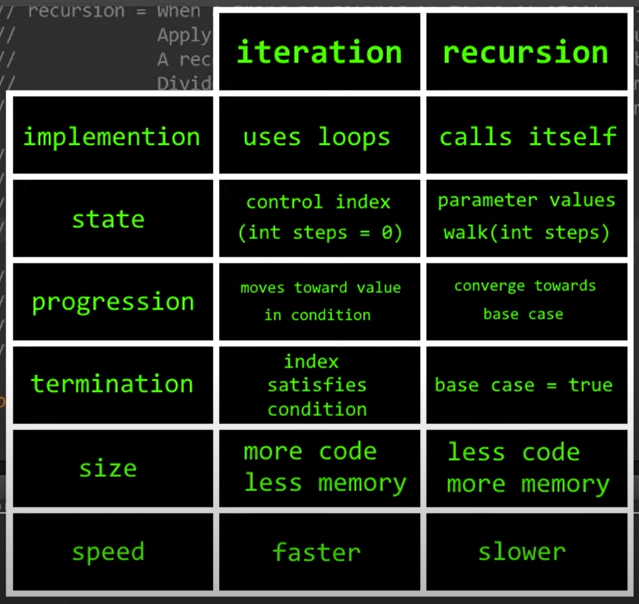 // recursion = When
// Apply
// A rec
// Divid
iteration recursion
implemention uses loops calls itself
state control index (int steps = 0) parameter values walk(int steps)
progression moves toward value in condition converge towards base case
termination index satisfies condition base case = true
size more code less memory less code more memory
speed faster slower